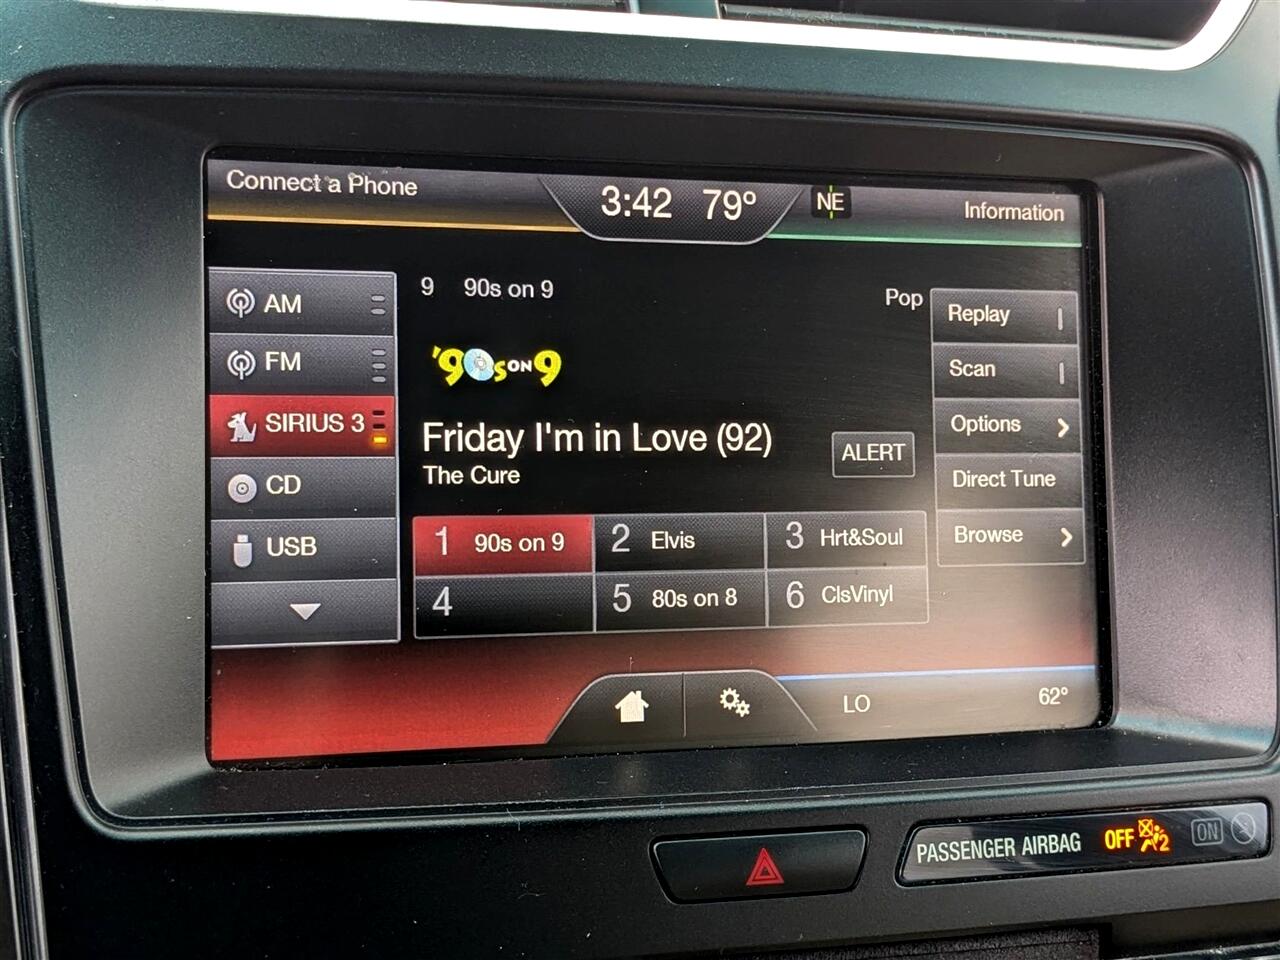 Connect a Phone
3:42 79°
NE
Information
AM
FM
SIRIUS 3
CD
USB
9 90s on 9
Pop
'90s ON 9
Friday I'm in Love (92)
The Cure
ALERT
1 90s on 9
2 Elvis
3 Hrt&Soul
4
5 80s on 8
6 ClsVinyl
Replay
Scan
Options
Direct Tune
Browse
LO
62°
PASSENGER AIRBAG OFF 2 ON